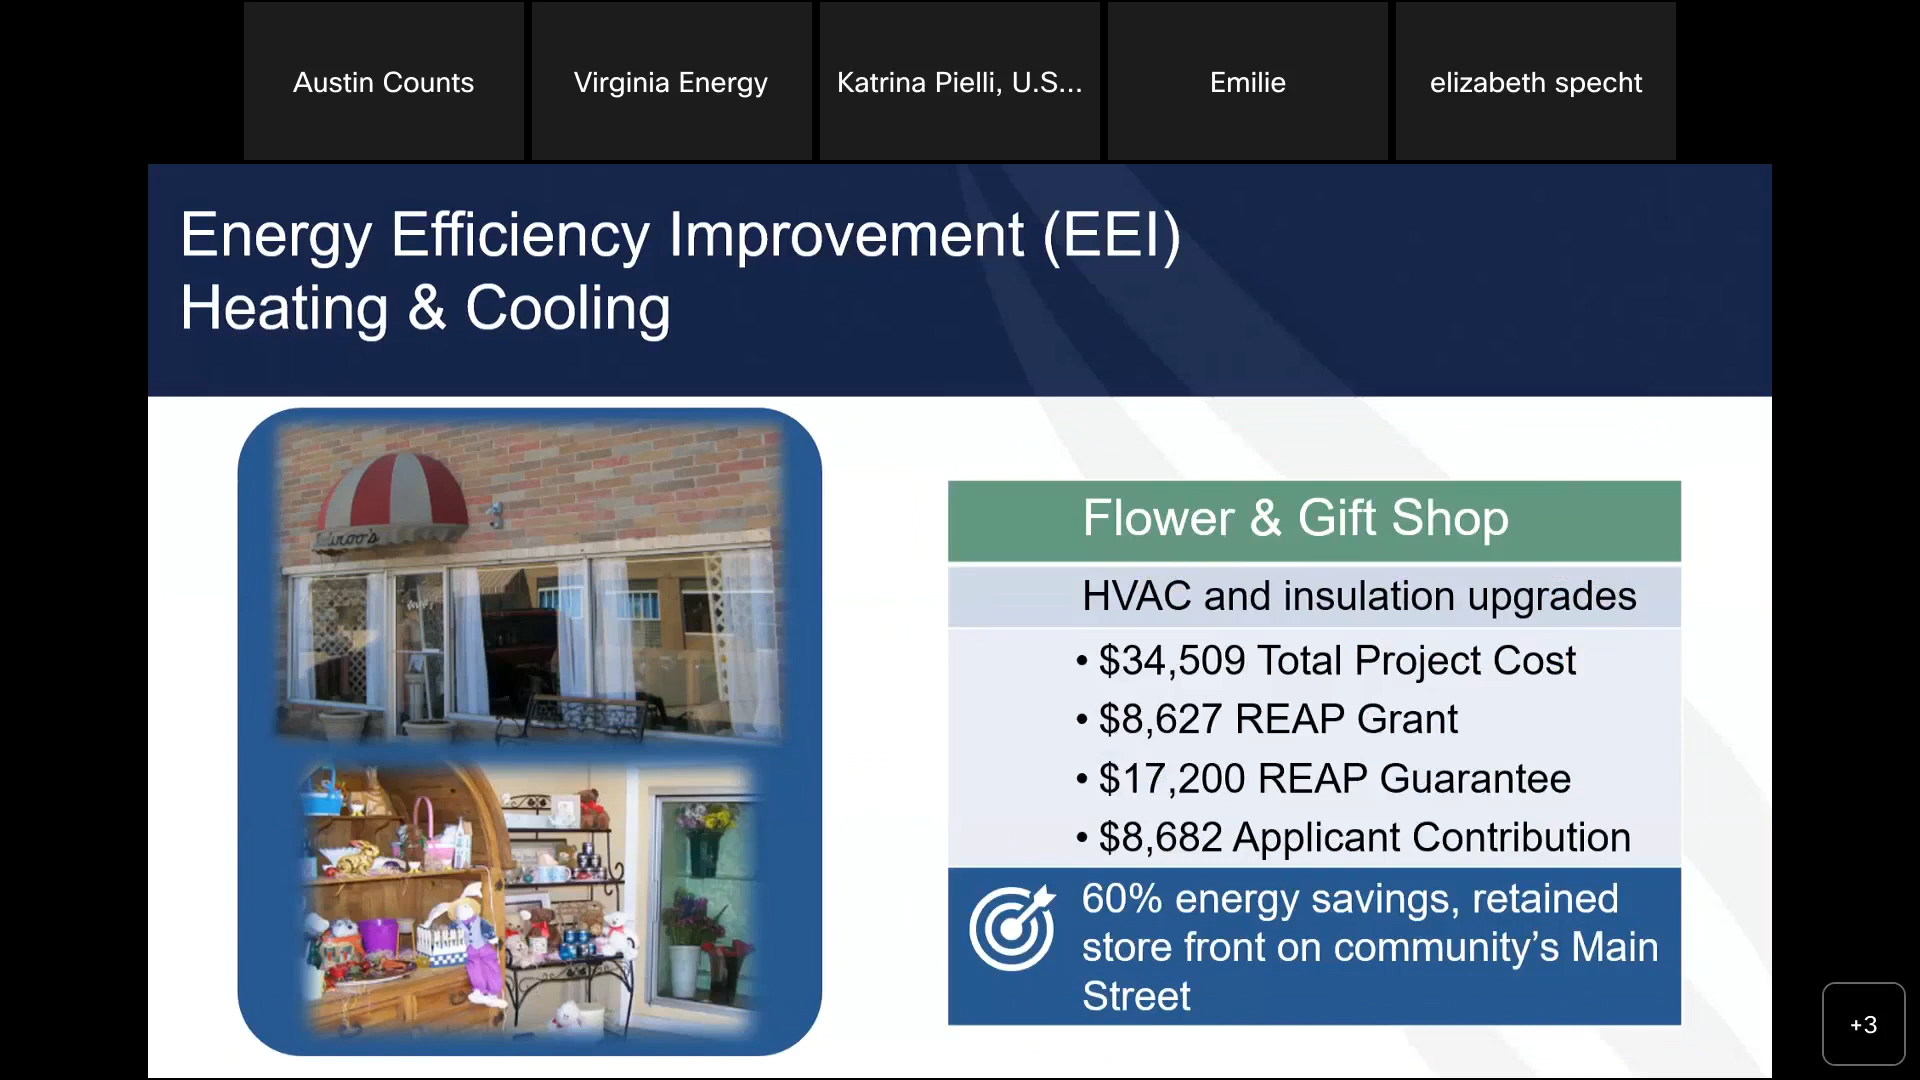 Austin Counts
Virginia Energy
Katrina Pielli, U.S...
Emilie
elizabeth specht
Energy Efficiency Improvement (EEI)
Heating & Cooling
Flower & Gift Shop
HVAC and insulation upgrades
• $34,509 Total Project Cost
• $8,627 REAP Grant
• $17,200 REAP Guarantee
• $8,682 Applicant Contribution
60% energy savings, retained
store front on community’s Main
Street
+3